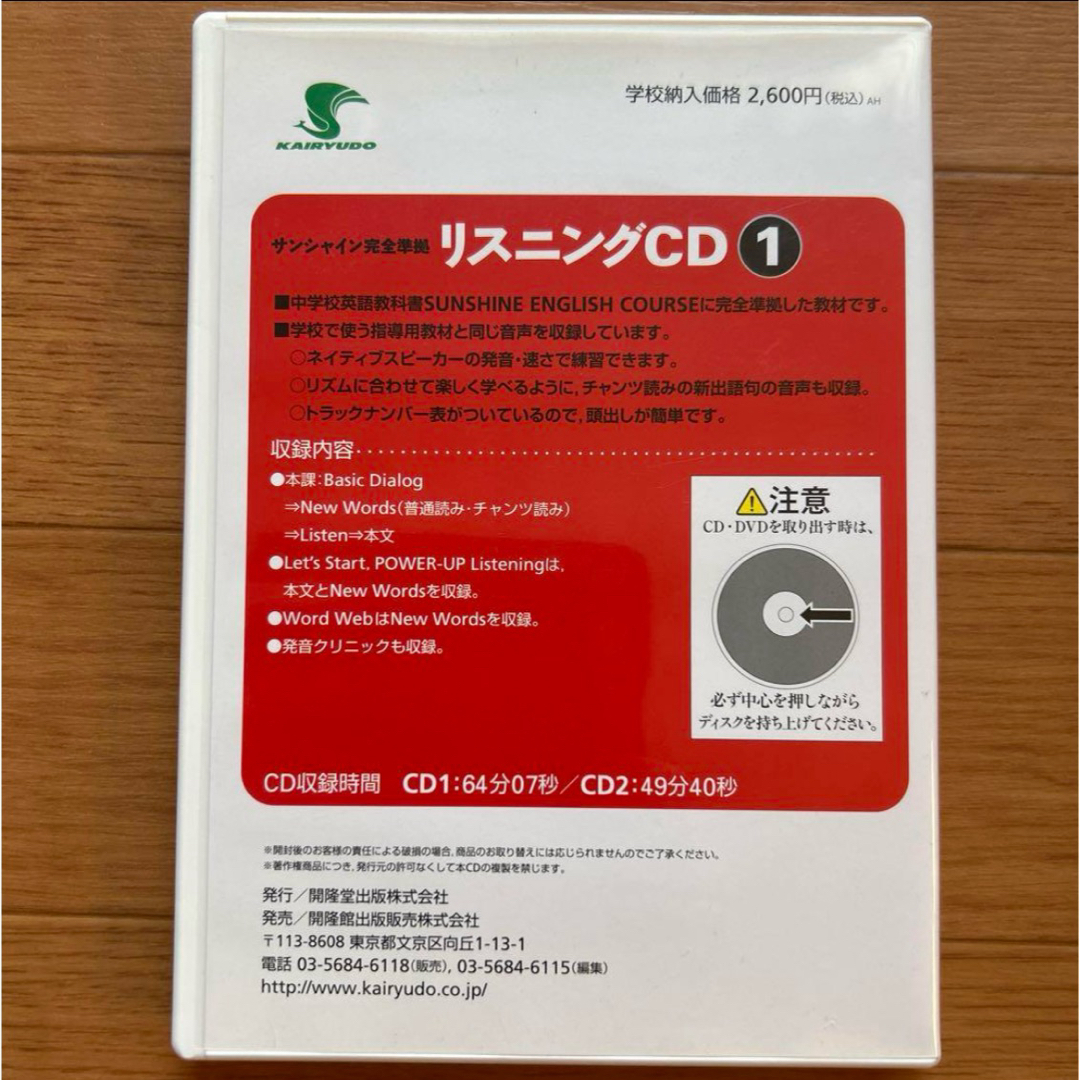 KAIRYUDO
学校納入価格 2,600円(税込) AH
サンシャイン完全準拠 リスニングCD 1
■中学校英語教科書SUNSHINE ENGLISH COURSEに完全準拠した教材です。
■学校で使う指導用教材と同じ音声を収録しています。
○ネイティブスピーカーの発音・速さで練習できます。
○リズムに合わせて楽しく学べるように,チャンツ読みの新出語句の音声も収録。
○トラックナンバー表がついているので,頭出しが簡単です。
収録内容
●本課:Basic Dialog
⇒New Words(普通読み・チャンツ読み)
⇒Listen⇒本文
●Let's Start, POWER-UP Listeningは,
本文とNew Wordsを収録。
●Word WebはNew Wordsを収録。
●発音クリニックも収録。
注意
CD・DVDを取り出す時は、
必ず中心を押しながら
ディスクを持ち上げてください。
CD収録時間 CD1:64分07秒/CD2:49分40秒
※開封後のお客様の責任による破損の場合,商品のお取り替えには応じられませんのでご了承ください。
※著作権商品につき,発行元の許可なくして本CDの複製を禁じます。
発行/開隆堂出版株式会社
発売/開隆館出版販売株式会社
〒113-8608 東京都文京区向丘1-13-1
電話 03-5684-6118(販売), 03-5684-6115(編集)
http://www.kairyudo.co.jp/